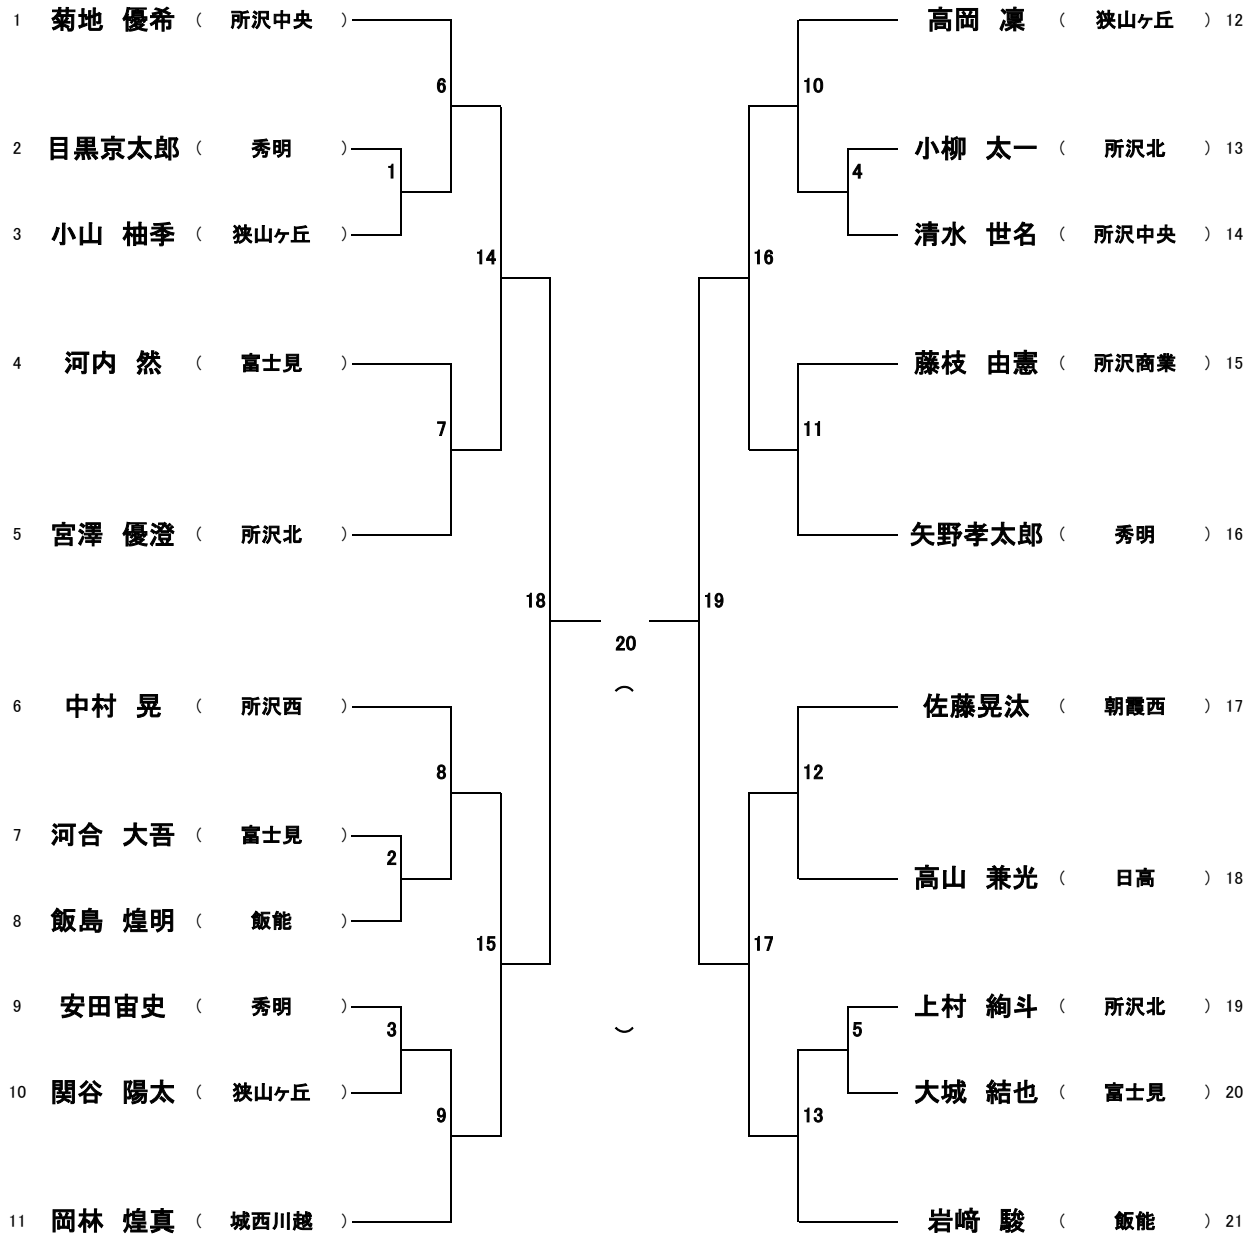 1 菊地 優希 （ 所沢中央 ） 高岡 凜 （ 狭山ヶ丘 ） 12
6 10
2 目黒京太郎 （ 秀明 ） 小柳 太一 （ 所沢北 ） 13
1 4
3 小山 柚季 （ 狭山ヶ丘 ） 清水 世名 （ 所沢中央 ） 14
14 16
4 河内 然 （ 富士見 ） 藤枝 由憲 （ 所沢商業 ） 15
7 11
5 宮澤 優澄 （ 所沢北 ） 矢野孝太郎 （ 秀明 ） 16
18 19
20
（
6 中村 晃 （ 所沢西 ） 佐藤晃汰 （ 朝霞西 ） 17
8 12
7 河合 大吾 （ 富士見 ）
2
高山 兼光 （ 日高 ） 18
8 飯島 煌明 （ 飯能 ）
15 17
9 安田宙史 （ 秀明 ） 上村 絢斗 （ 所沢北 ） 19
3 ） 5
10 関谷 陽太 （ 狭山ヶ丘 ） 大城 結也 （ 富士見 ） 20
9 13
11 岡林 煌真 （ 城西川越 ） 岩﨑 駿 （ 飯能 ） 21